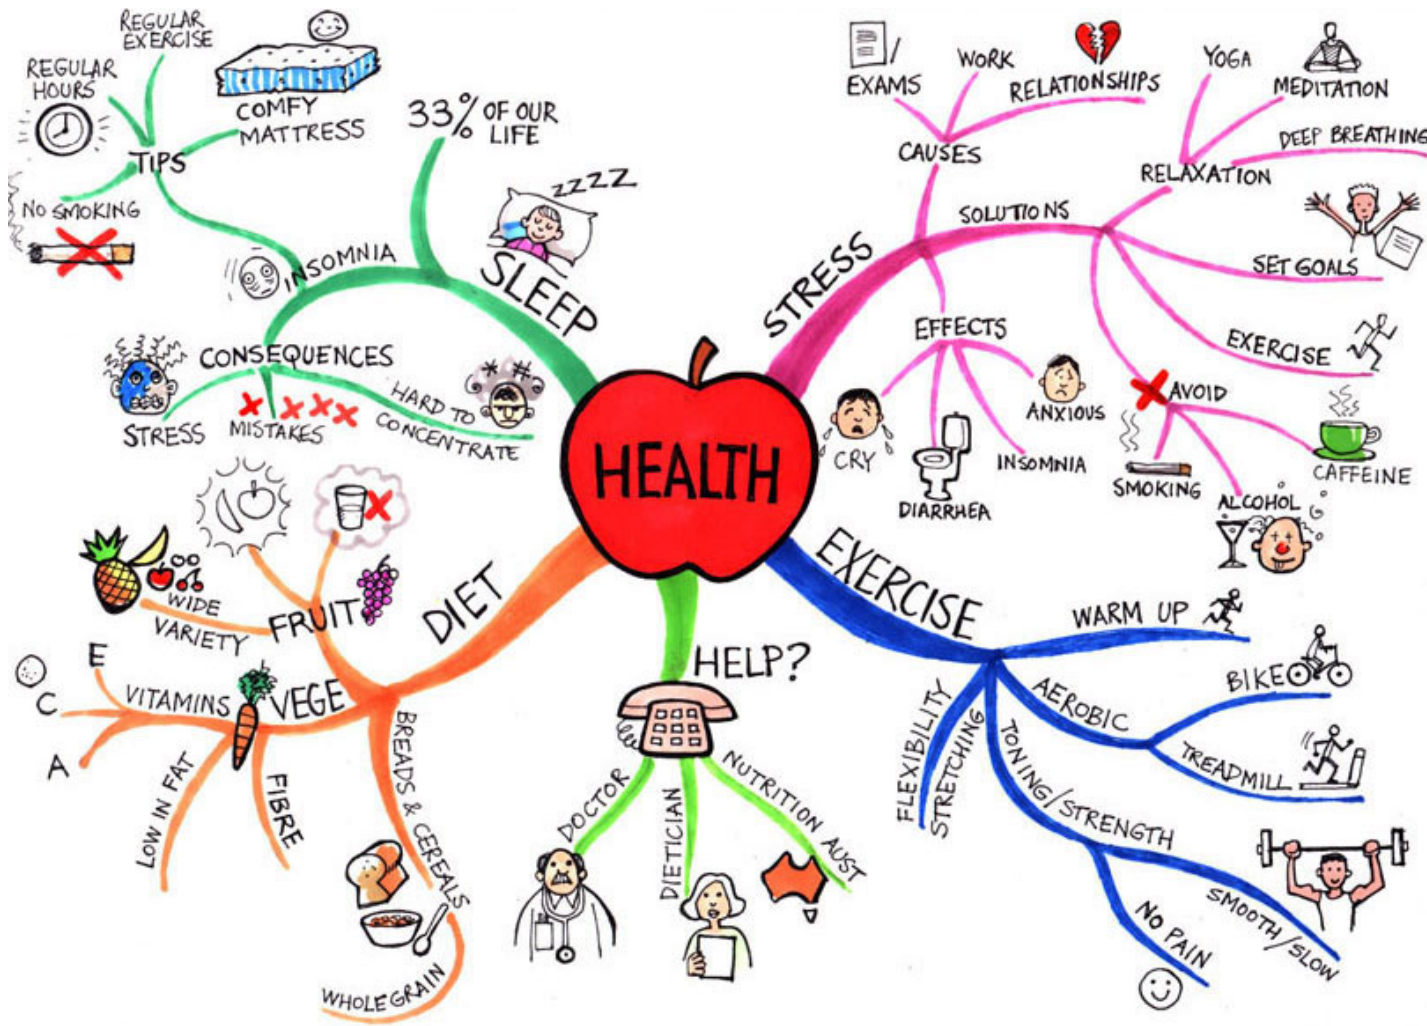 HEALTH
SLEEP
33% OF OUR
LIFE
ZZZZ
INSOMNIA
TIPS
REGULAR
EXERCISE
REGULAR
HOURS
COMFY
MATTRESS
NO SMOKING
CONSEQUENCES
STRESS
MISTAKES
HARD TO
CONCENTRATE
* #
STRESS
CAUSES
EXAMS
WORK
RELATIONSHIPS
SOLUTIONS
RELAXATION
YOGA
MEDITATION
DEEP BREATHING
SET GOALS
EXERCISE
AVOID
SMOKING
ALCOHOL
CAFFEINE
EFFECTS
CRY
DIARRHEA
INSOMNIA
ANXIOUS
EXERCISE
WARM UP
AEROBIC
BIKE
TREADMILL
TONING/STRENGTH
SMOOTH/SLOW
NO PAIN
FLEXIBILITY
STRETCHING
HELP?
DOCTOR
DIETICIAN
NUTRITION AUST
DIET
FRUIT
WIDE
VARIETY
VEGE
VITAMINS
E
C
A
LOW IN FAT
FIBRE
BREADS & CEREALS
WHOLEGRAIN